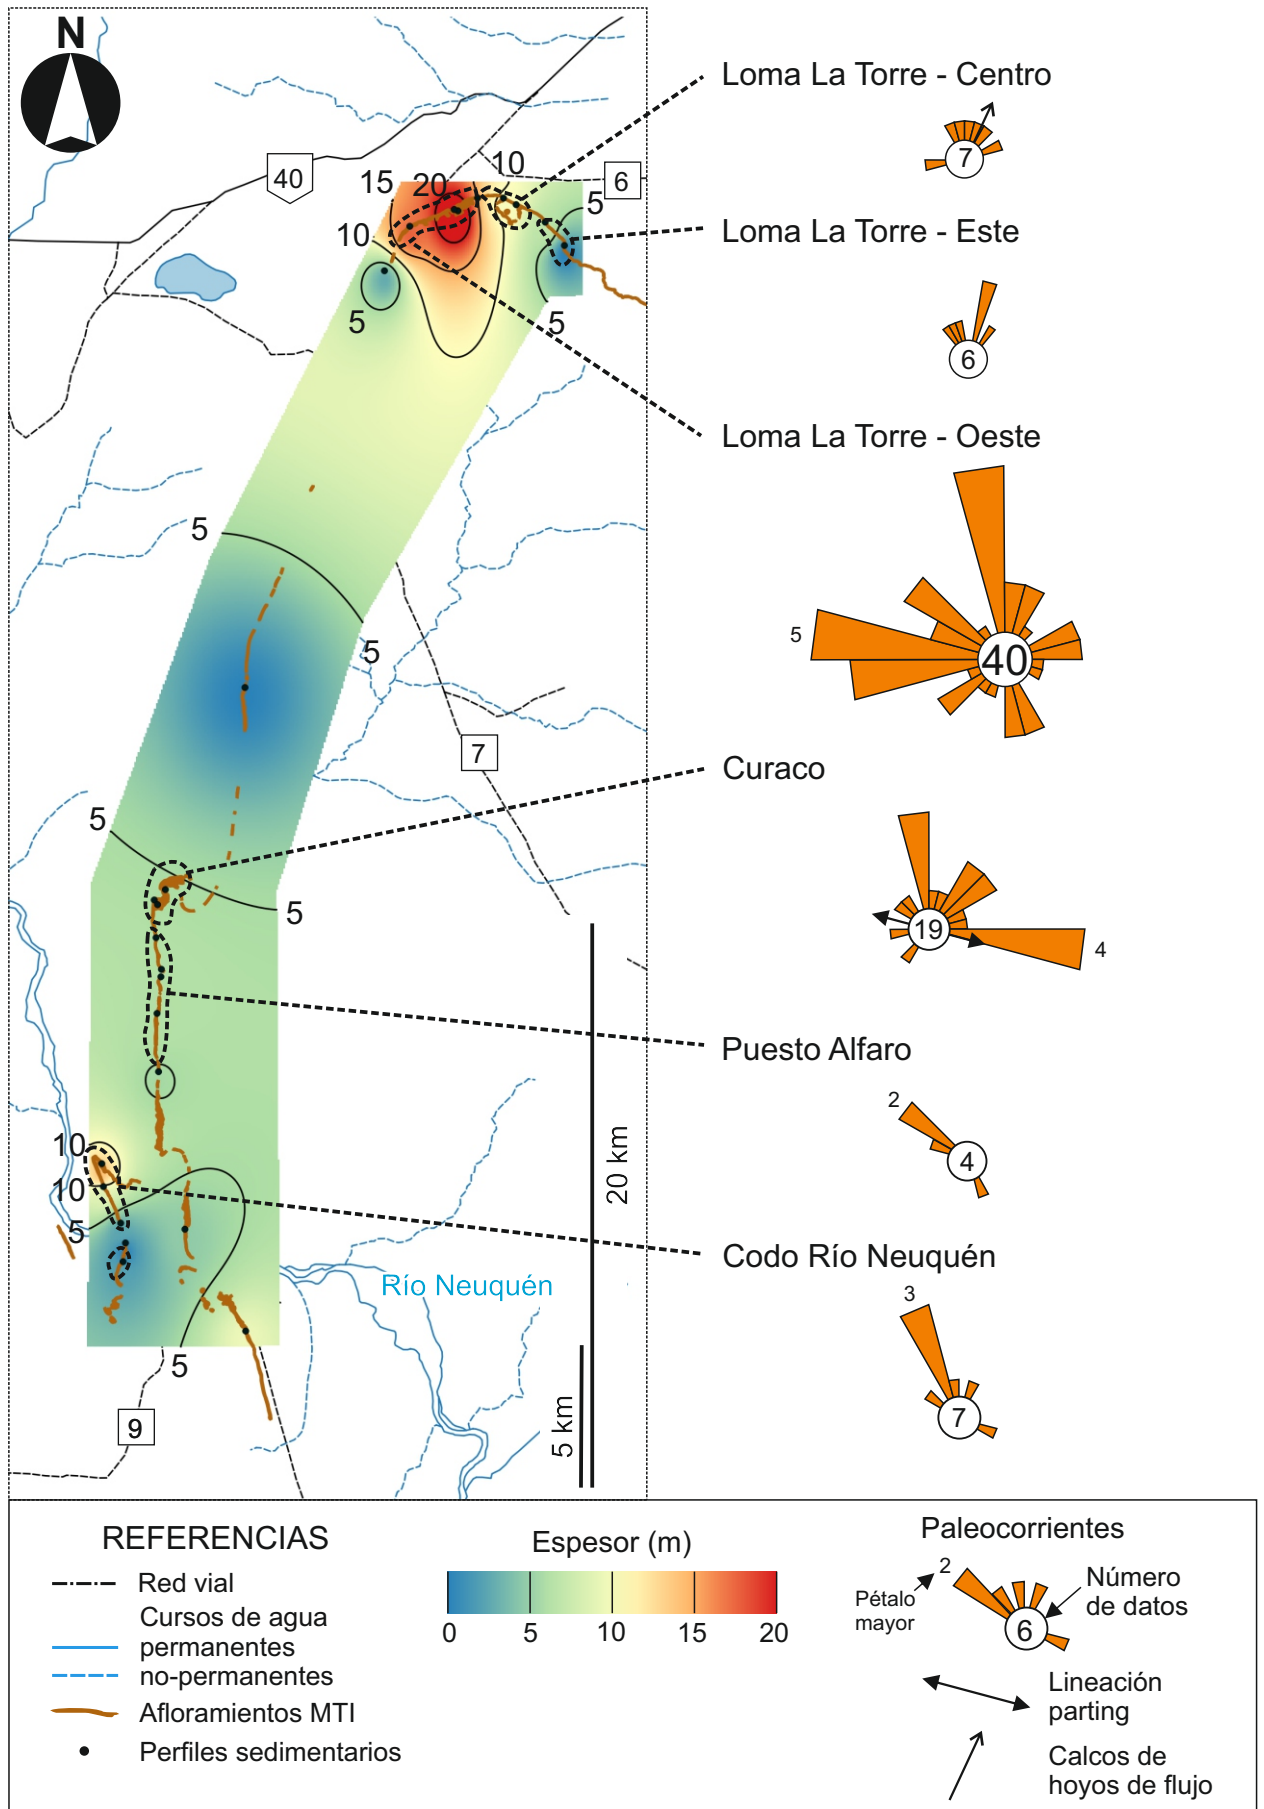 N
Loma La Torre - Centro
7
40
15
20
10
6
5
10
5
5
Loma La Torre - Este
6
Loma La Torre - Oeste
5
40
5
5
7
Curaco
19
4
5
5
Puesto Alfaro
2
4
10
10
5
20 km
Codo Río Neuquén
3
7
Río Neuquén
5
9
5 km
REFERENCIAS
Red vial
Cursos de agua
permanentes
no-permanentes
Afloramientos MTI
Perfiles sedimentarios
Espesor (m)
0 5 10 15 20
Paleocorrientes
2
Pétalo
mayor
6
Número
de datos
Lineación
parting
Calcos de
hoyos de flujo